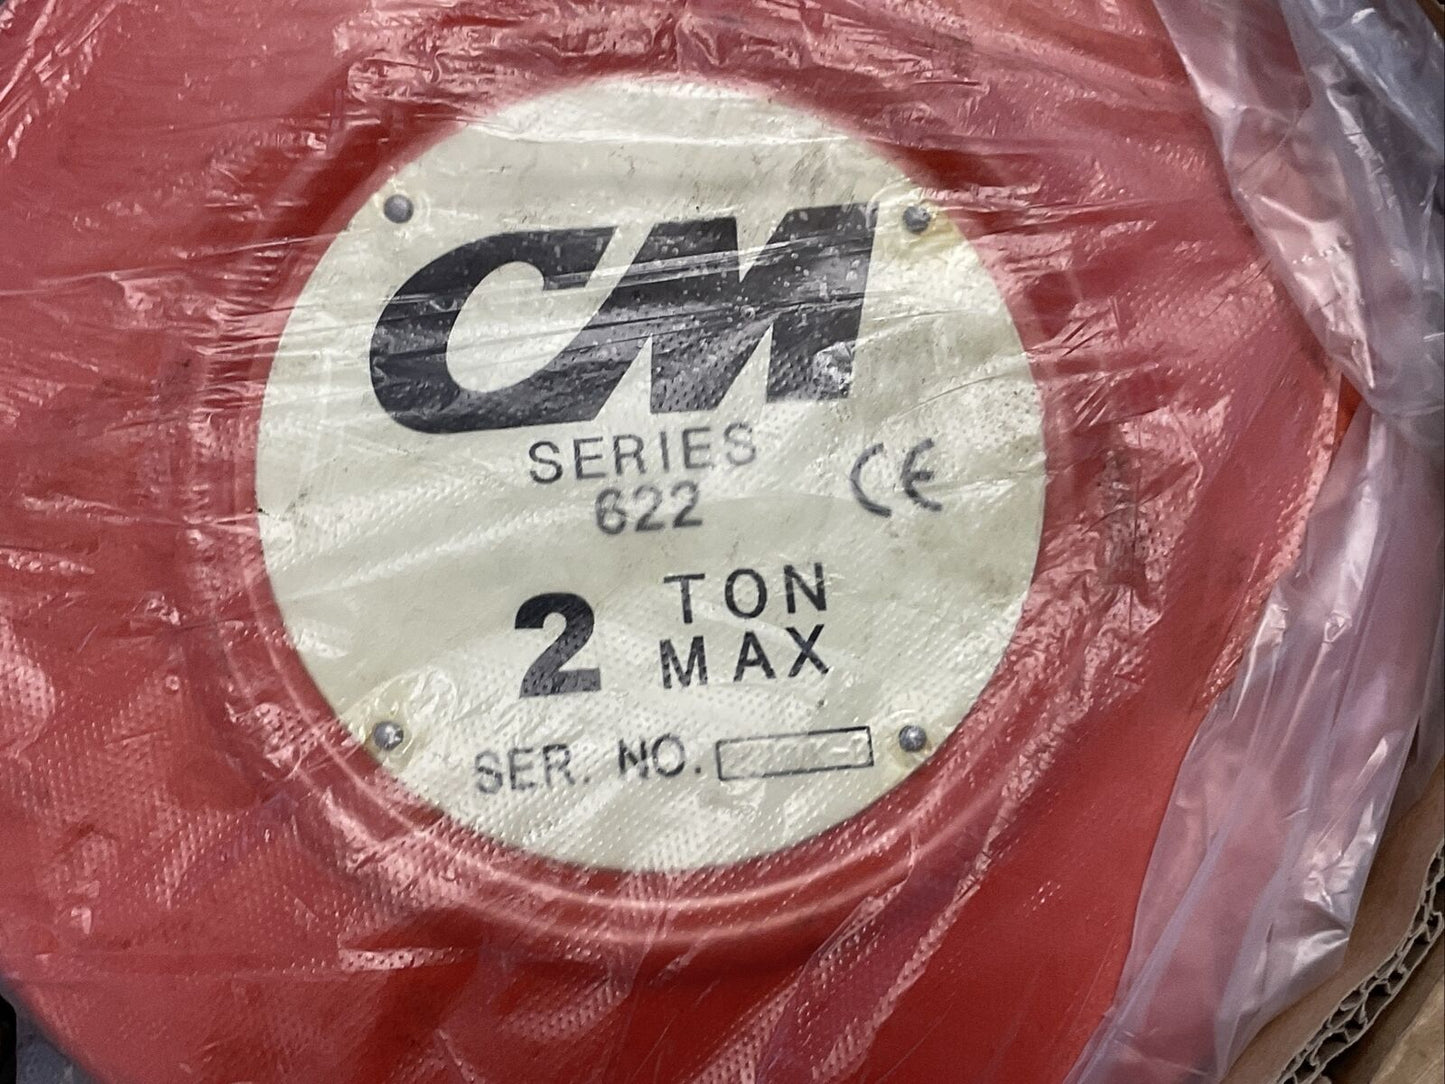 CM
SERIES
622
CE
2 TON
MAX
SER. NO.